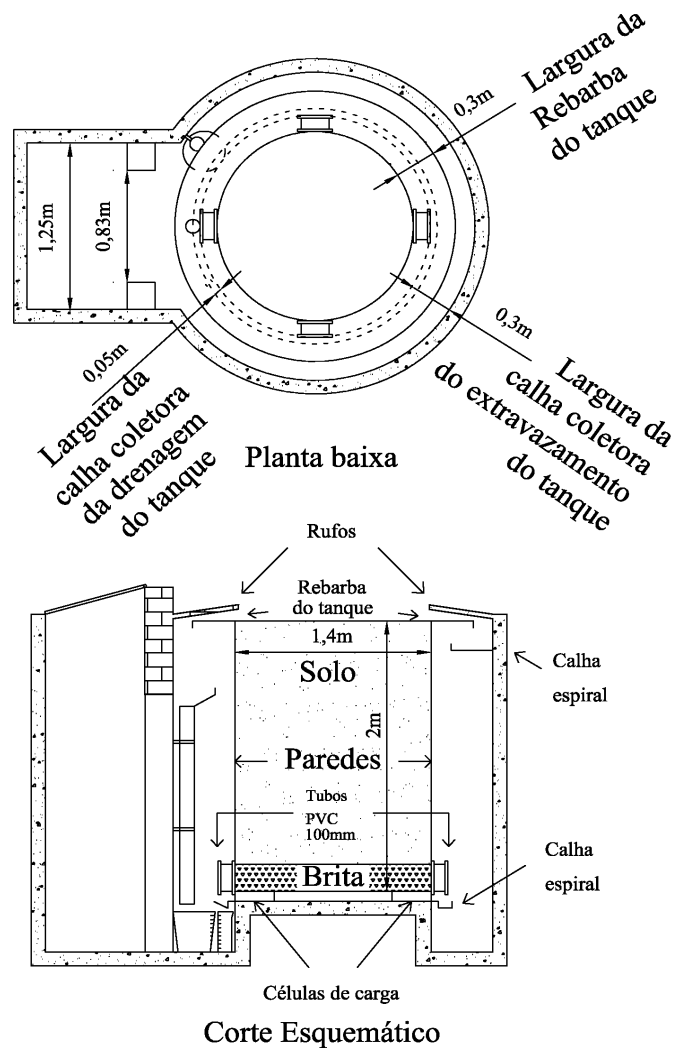 Largura da
Rebarba
do tanque
0,3m
1,25m
0,83m
0,05m
Largura da
calha coletora
da drenagem
do tanque
0,3m
Largura da
calha coletora
do extravazamento
do tanque
Planta baixa
Rufos
Rebarba
do tanque
1,4m
Solo
Calha
espiral
2m
Paredes
Tubos
PVC
100mm
Brita
Calha
espiral
Células de carga
Corte Esquemático